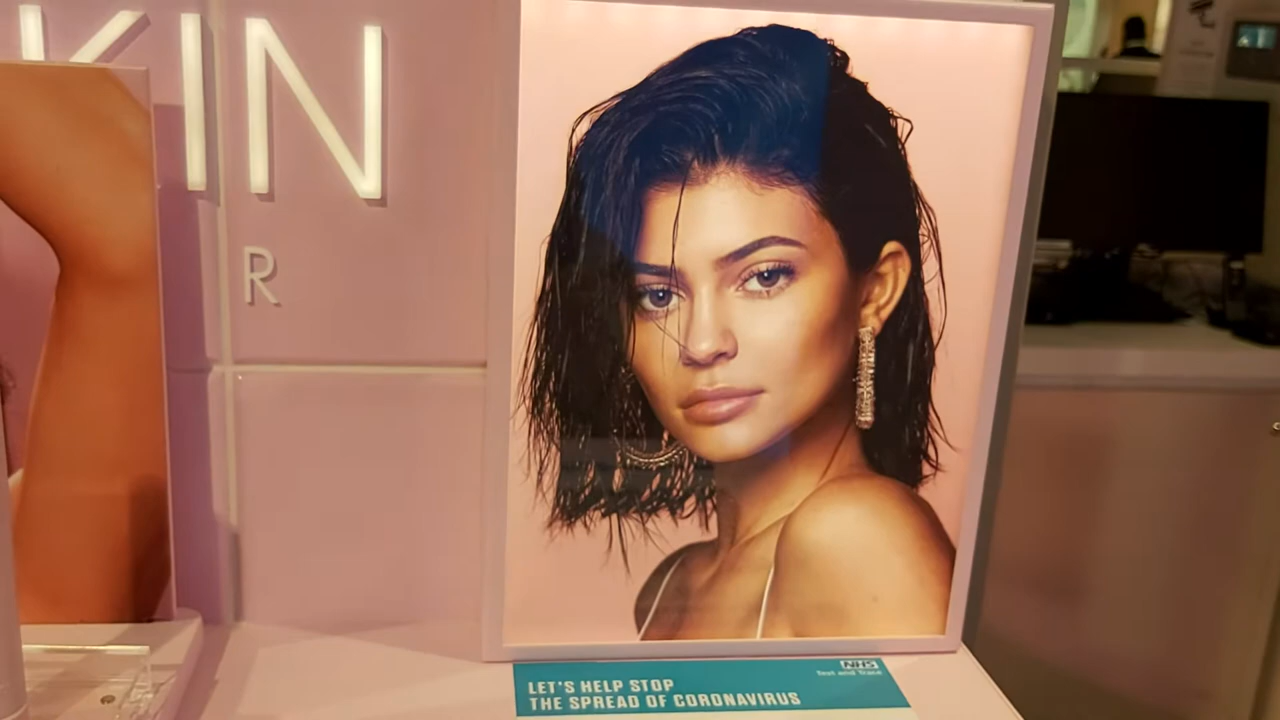 KIN
R
NHS
Test and Trace
LET'S HELP STOP
THE SPREAD OF CORONAVIRUS